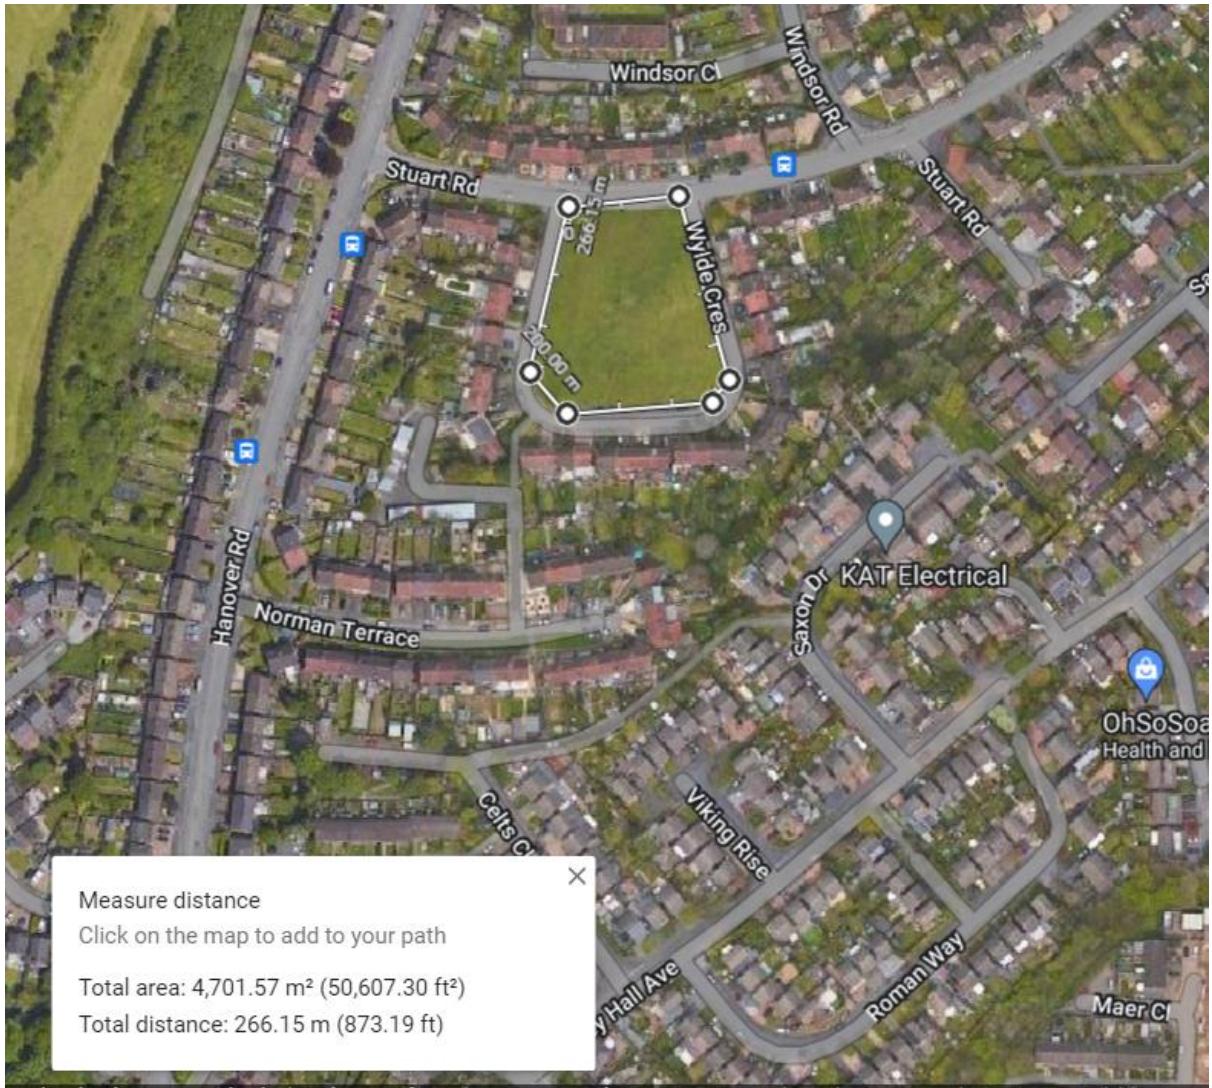 Windsor Cl
Windsor Rd
Stuart Rd
Stuart Rd
266.15 m
Wylde Cres
200.00 m
Hanover Rd
Norman Terrace
Saxon Dr
KAT Electrical
OhSoSoa
Health and
Celts Cl
Viking Rise
Roman Way
y Hall Ave
Maer Cl
Measure distance
Click on the map to add to your path
Total area: 4,701.57 m² (50,607.30 ft²)
Total distance: 266.15 m (873.19 ft)